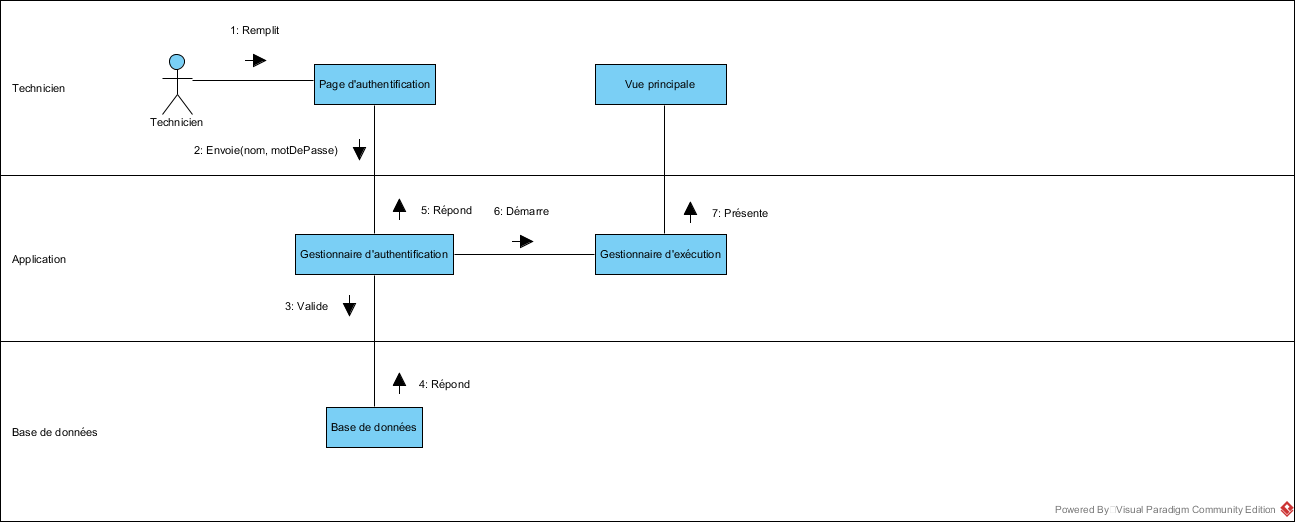 1: Remplit
Technicien
Technicien
Page d'authentification
Vue principale
2: Envoie(nom, motDePasse)
Application
5: Répond
6: Démarre
7: Présente
Gestionnaire d'authentification
Gestionnaire d'exécution
3: Valide
Base de données
4: Répond
Base de données
Powered By Visual Paradigm Community Edition